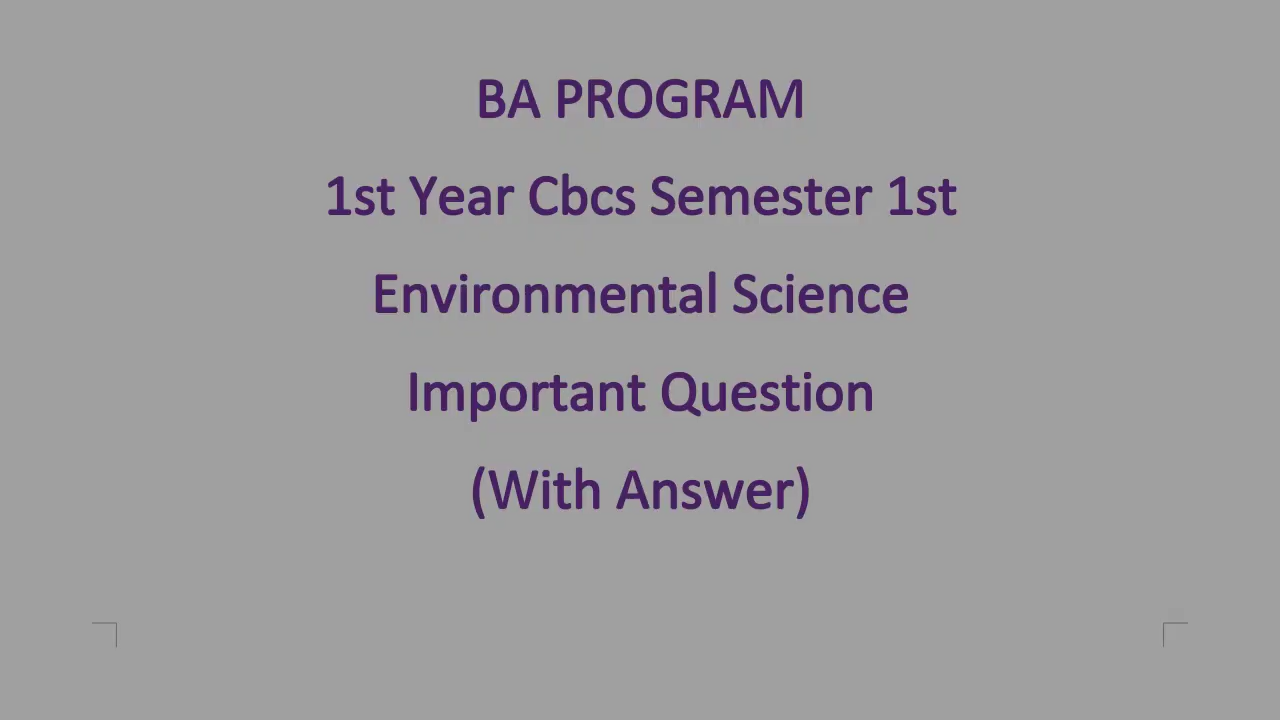 BA PROGRAM
1st Year Cbcs Semester 1st
Environmental Science
Important Question
(With Answer)